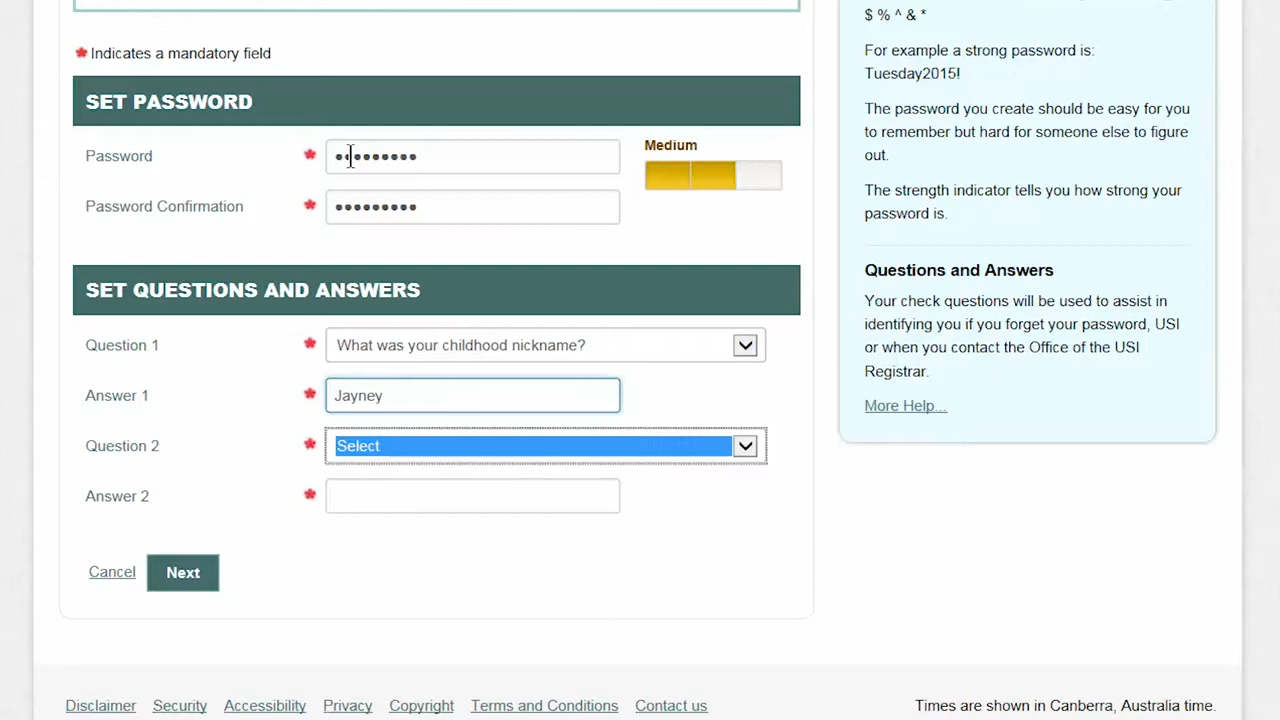 $ % ^ & *
* Indicates a mandatory field
For example a strong password is:
Tuesday2015!
SET PASSWORD
The password you create should be easy for you
to remember but hard for someone else to figure
out.
Password * ●●●●●●●●● Medium
Password Confirmation * ●●●●●●●●●
The strength indicator tells you how strong your
password is.
SET QUESTIONS AND ANSWERS
Questions and Answers
Your check questions will be used to assist in
identifying you if you forget your password, USI
or when you contact the Office of the USI
Registrar.
More Help...
Question 1 * What was your childhood nickname?
Answer 1 * Jayney
Question 2 * Select
Answer 2 *
Cancel Next
Disclaimer Security Accessibility Privacy Copyright Terms and Conditions Contact us Times are shown in Canberra, Australia time.